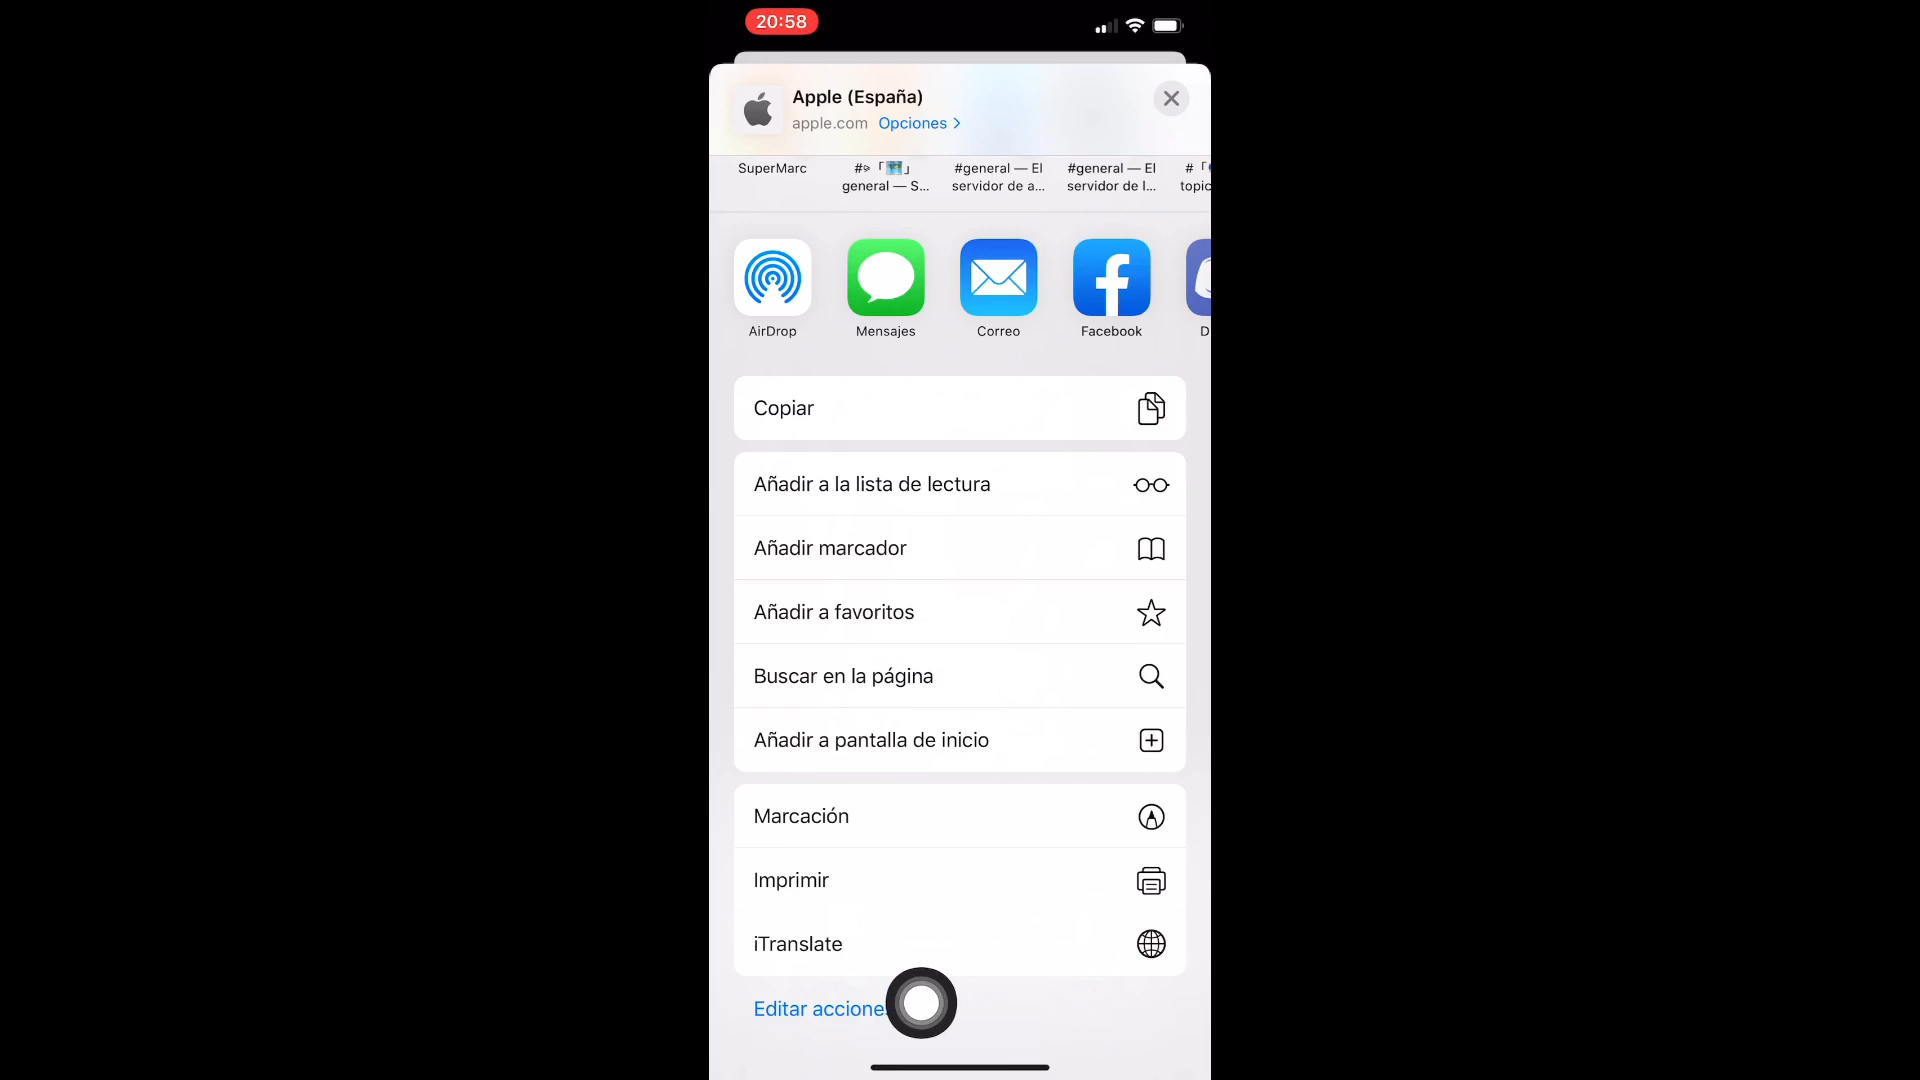 20:58
Apple (España)
apple.com Opciones >
SuperMarc
#⊳「🗺️」
general — S...
#general — El
servidor de a...
#general — El
servidor de l...
#「
topic
AirDrop
Mensajes
Correo
Facebook
D
Copiar
Añadir a la lista de lectura
Añadir marcador
Añadir a favoritos
Buscar en la página
Añadir a pantalla de inicio
Marcación
Imprimir
iTranslate
Editar acciones